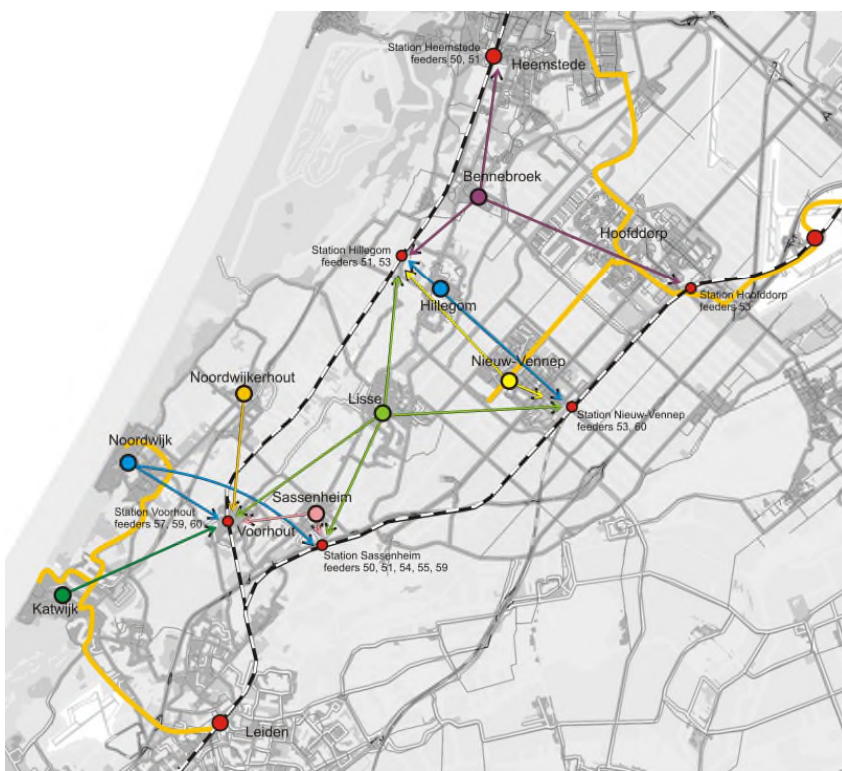 Station Heemstede
feeders 50, 51
Heemstede
Bennebroek
Hoofddorp
Station Hillegom
feeders 51, 53
Station Hoofddorp
feeders 53
Hillegom
Nieuw-Vennep
Noordwijkerhout
Lisse
Station Nieuw-Vennep
feeders 53, 60
Noordwijk
Sassenheim
Station Voorhout
feeders 57, 59, 60
Voorhout
Station Sassenheim
feeders 50, 51, 54, 55, 59
Katwijk
Leiden